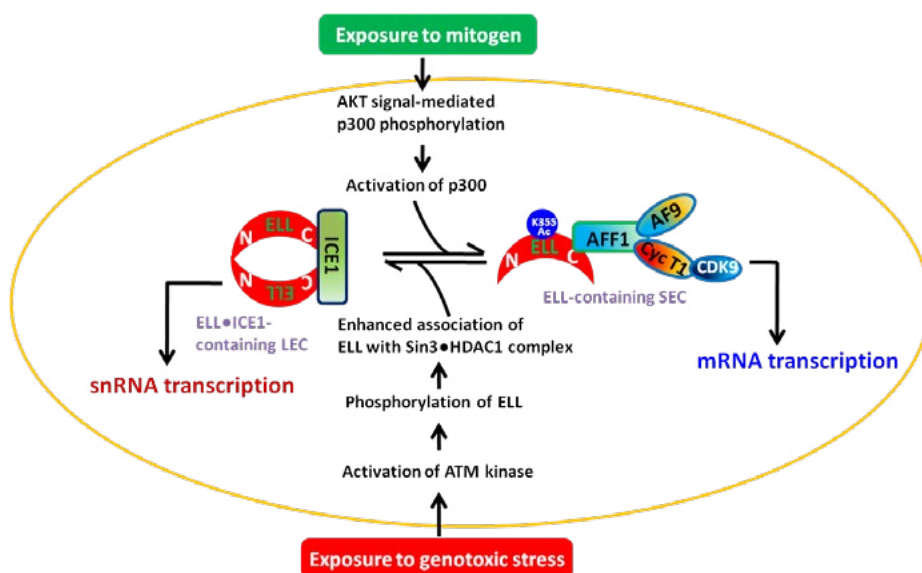 Exposure to mitogen
AKT signal-mediated
p300 phosphorylation
Activation of p300
N ELL C
N ELL C
ICE1
K355
Ac
N ELL C
AFF1
AF9
Cyc T1
CDK9
ELL-containing SEC
ELL●ICE1-
containing LEC
Enhanced association of
ELL with Sin3●HDAC1 complex
snRNA transcription
mRNA transcription
Phosphorylation of ELL
Activation of ATM kinase
Exposure to genotoxic stress